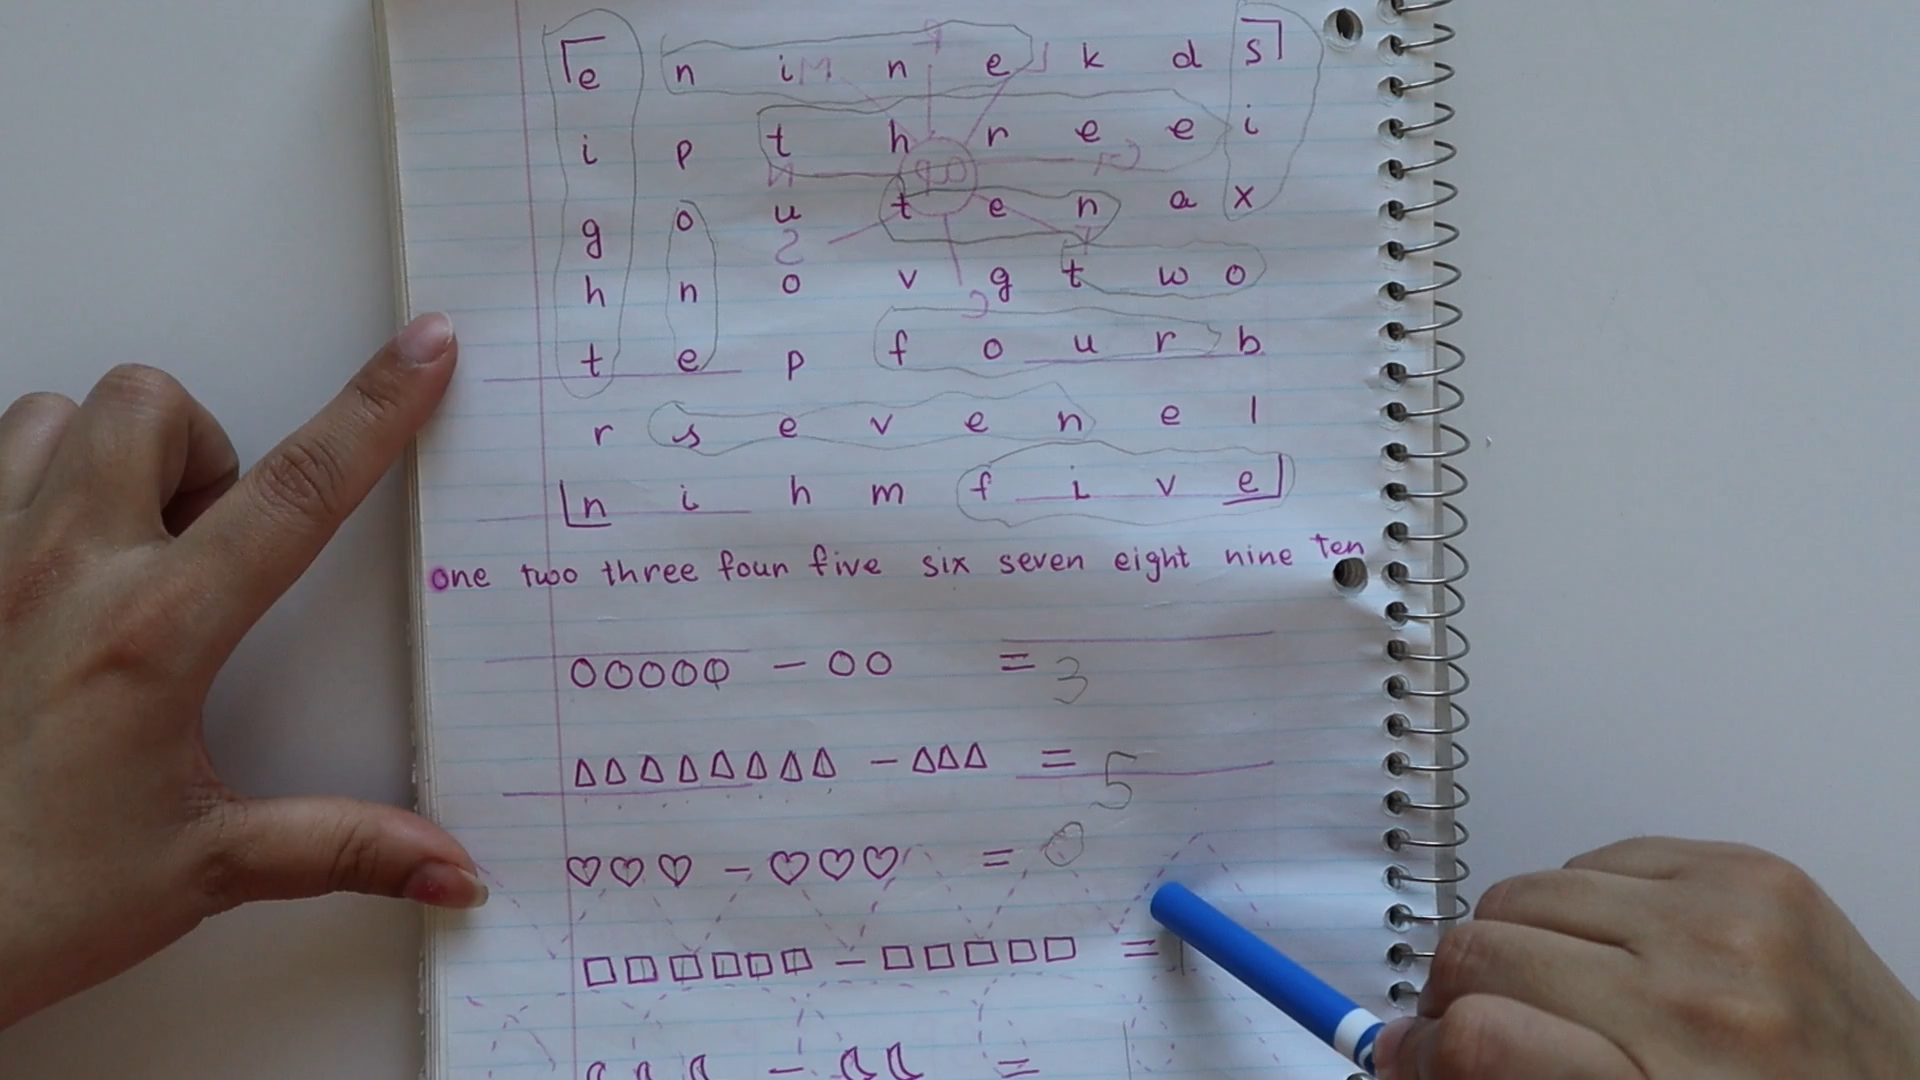 e n i n e k d s
i p t h r e e i
g o u t e n a x
h n o v g t w o
t e p f o u r b
r s e v e n e l
n i h m f i v e
one two three four five six seven eight nine ten
○○○○○ - ○○ = 3
△△△△△△△△ - △△△ = 5
♡♡♡ - ♡♡♡ = 0
□□□□□□ - □□□□□ = 1
- =